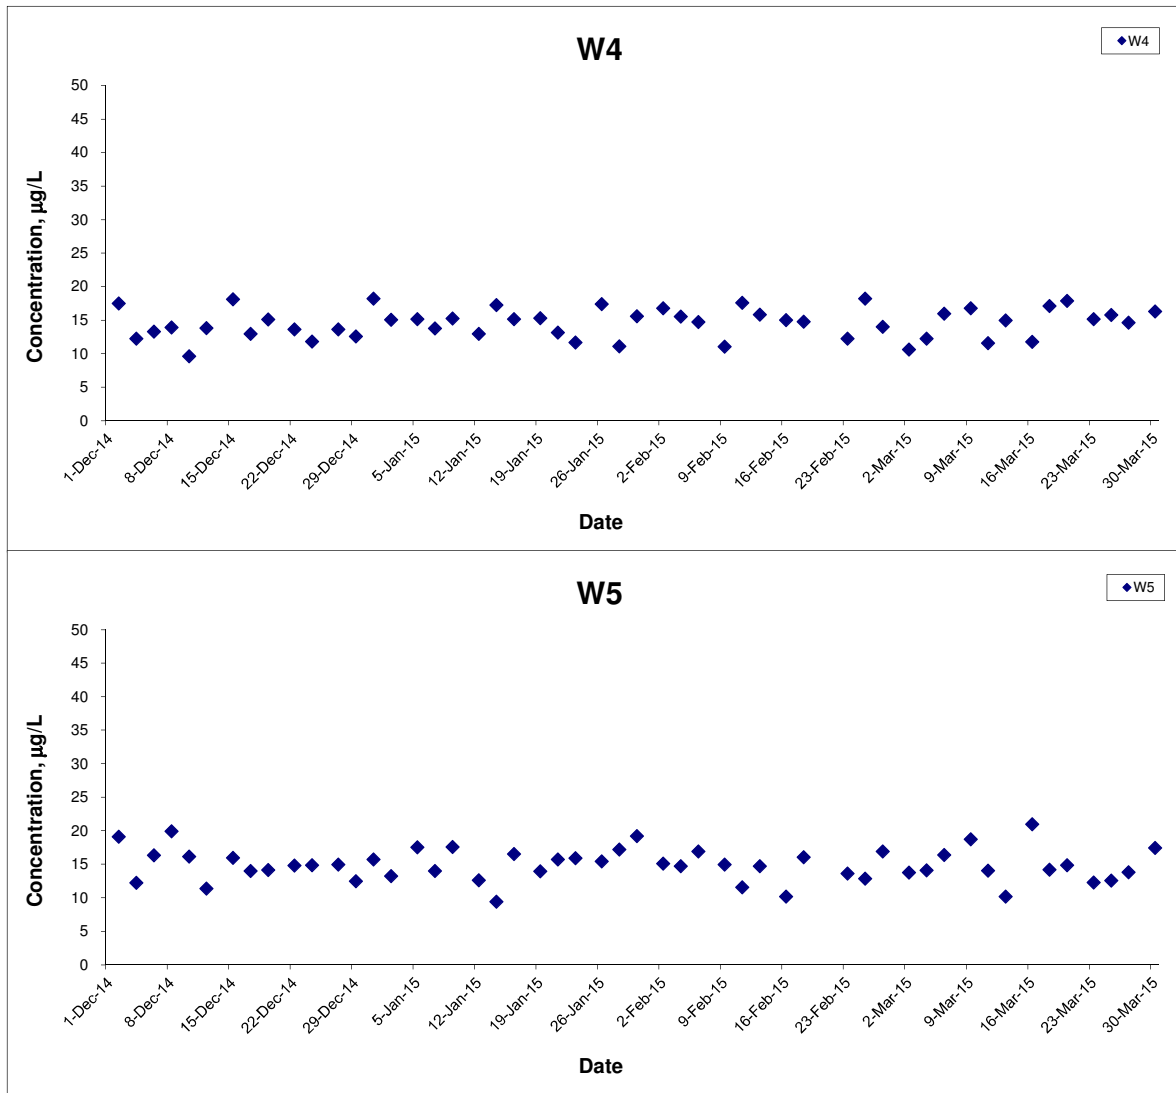 W4
W4
50
45
40
35
30
25
20
15
10
5
0
Concentration, µg/L
1-Dec-14
8-Dec-14
15-Dec-14
22-Dec-14
29-Dec-14
5-Jan-15
12-Jan-15
19-Jan-15
26-Jan-15
2-Feb-15
9-Feb-15
16-Feb-15
23-Feb-15
2-Mar-15
9-Mar-15
16-Mar-15
23-Mar-15
30-Mar-15
Date
W5
W5
50
45
40
35
30
25
20
15
10
5
0
Concentration, µg/L
1-Dec-14
8-Dec-14
15-Dec-14
22-Dec-14
29-Dec-14
5-Jan-15
12-Jan-15
19-Jan-15
26-Jan-15
2-Feb-15
9-Feb-15
16-Feb-15
23-Feb-15
2-Mar-15
9-Mar-15
16-Mar-15
23-Mar-15
30-Mar-15
Date